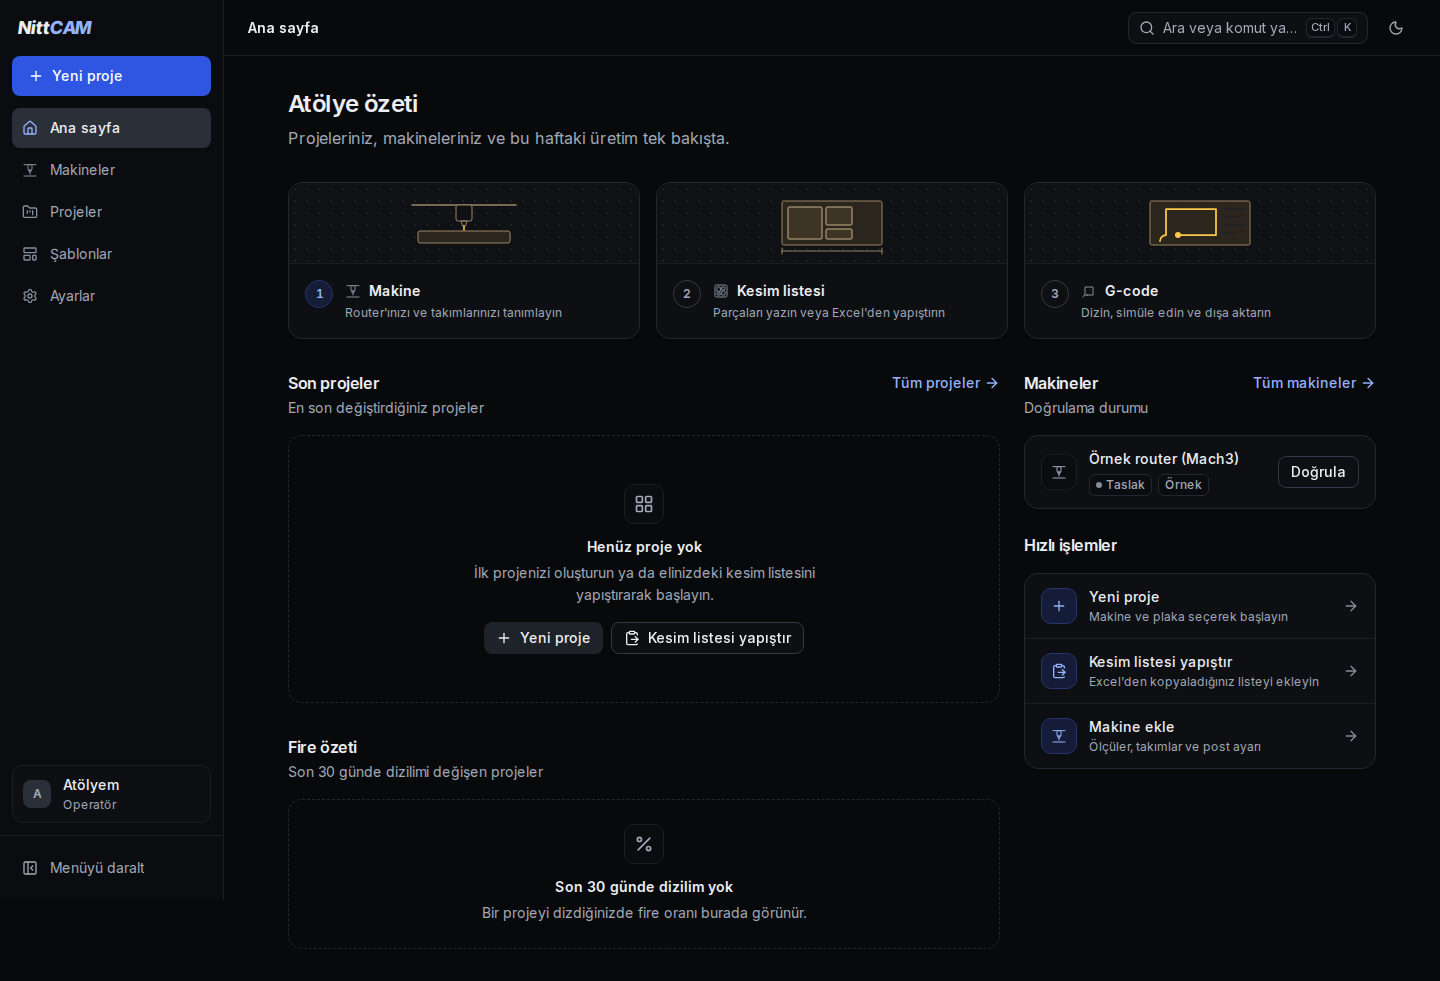 NittCAM
Yeni proje
Ana sayfa
Makineler
Projeler
Şablonlar
Ayarlar
A
Atölyem
Operatör
Menüyü daralt
Ana sayfa
Ara veya komut ya... Ctrl K
Atölye özeti
Projeleriniz, makineleriniz ve bu haftaki üretim tek bakışta.
1 Makine
Router'ınızı ve takımlarınızı tanımlayın
2 Kesim listesi
Parçaları yazın veya Excel'den yapıştırın
3 G-code
Dizin, simüle edin ve dışa aktarın
Son projeler
Tüm projeler
En son değiştirdiğiniz projeler
Henüz proje yok
İlk projenizi oluşturun ya da elinizdeki kesim listesini
yapıştırarak başlayın.
Yeni proje
Kesim listesi yapıştır
Fire özeti
Son 30 günde dizilimi değişen projeler
Son 30 günde dizilim yok
Bir projeyi dizdiğinizde fire oranı burada görünür.
Makineler
Tüm makineler
Doğrulama durumu
Örnek router (Mach3)
Taslak
Örnek
Doğrula
Hızlı işlemler
Yeni proje
Makine ve plaka seçerek başlayın
Kesim listesi yapıştır
Excel'den kopyaladığınız listeyi ekleyin
Makine ekle
Ölçüler, takımlar ve post ayarı